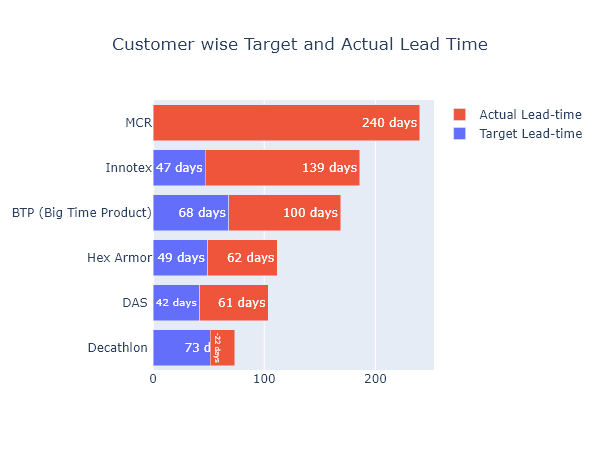 Customer wise Target and Actual Lead Time
MCR 240 days
Innotex 47 days 139 days
BTP (Big Time Product) 68 days 100 days
Hex Armor 49 days 62 days
DAS 42 days 61 days
Decathlon 73 d -22 days
0 100 200
Actual Lead-time
Target Lead-time